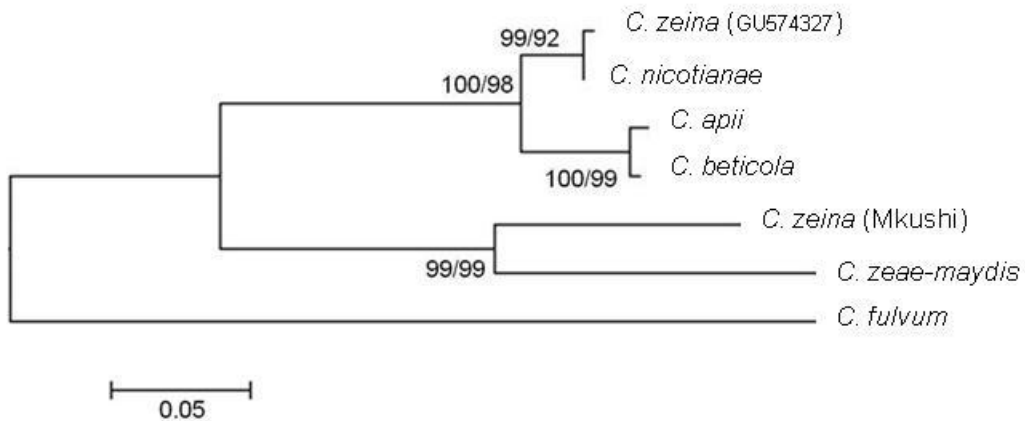 C. zeina (GU574327)
99/92
C. nicotianae
100/98
C. apii
C. beticola
100/99
C. zeina (Mkushi)
99/99
C. zeae-maydis
C. fulvum
0.05